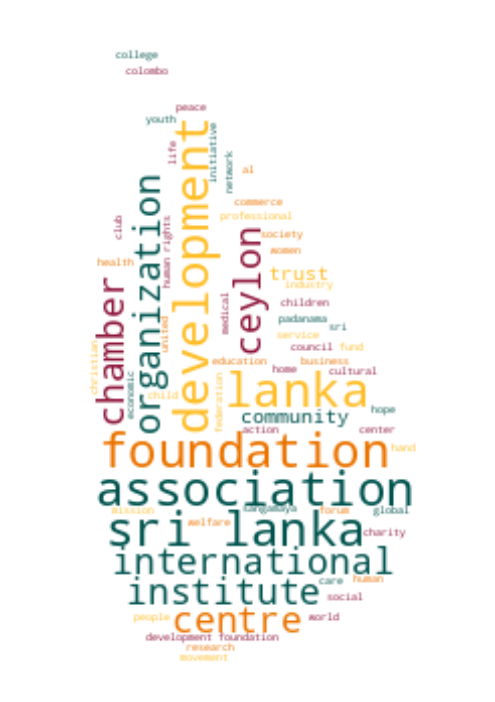 college
colombo
peace
youth
development
initiative
life
network
al
organization
commerce
professional
club
human rights
ceylon
society
women
health
trust
industry
chamber
medical
children
padanama
sri
united
service
christian
council
fund
economic
education
business
home
cultural
child
federation
lanka
hope
community
action
center
foundation
hand
association
mission
sangamaya
forum
global
welfare
sri lanka
charity
international
care
human
institute
social
people
centre
world
development foundation
research
movement